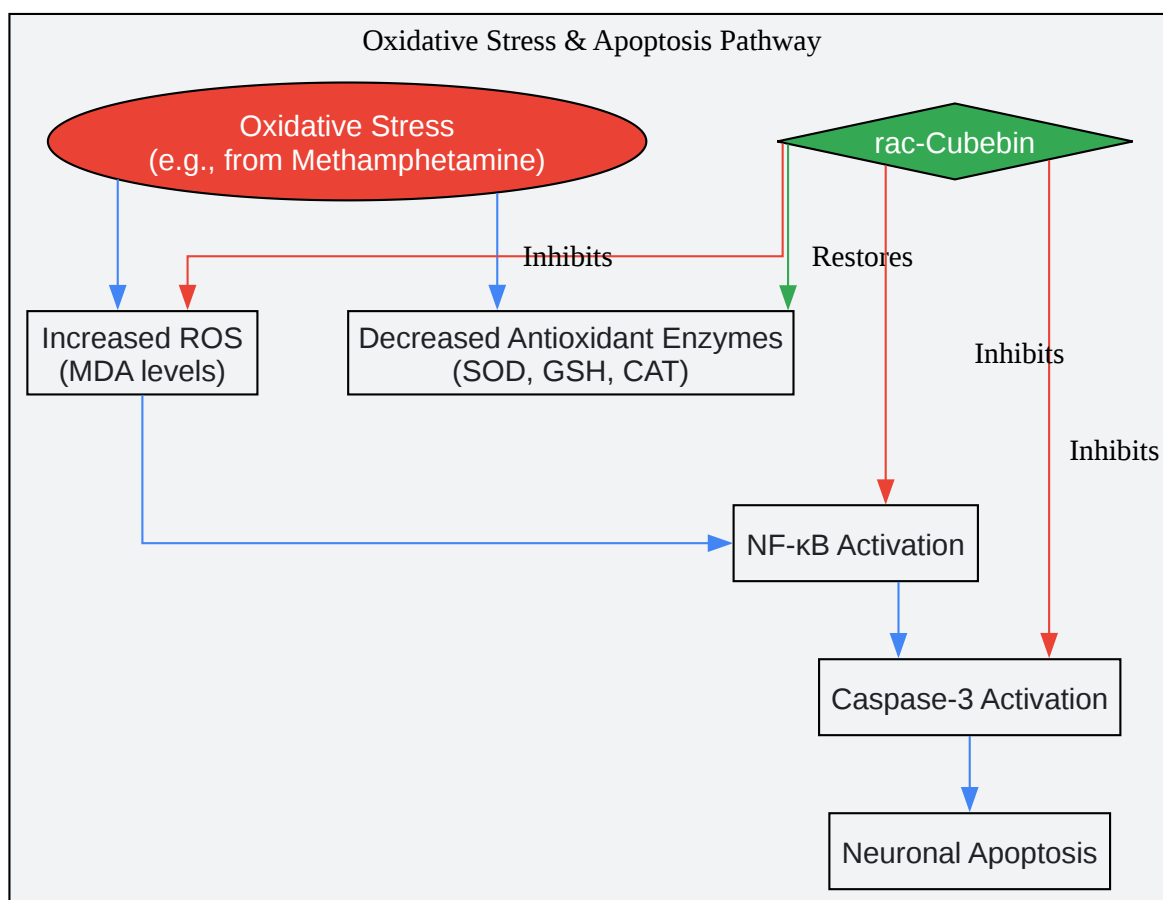 Oxidative Stress & Apoptosis Pathway
Oxidative Stress
(e.g., from Methamphetamine)
rac-Cubebin
Inhibits
Restores
Increased ROS
(MDA levels)
Decreased Antioxidant Enzymes
(SOD, GSH, CAT)
Inhibits
Inhibits
NF-κB Activation
Caspase-3 Activation
Neuronal Apoptosis